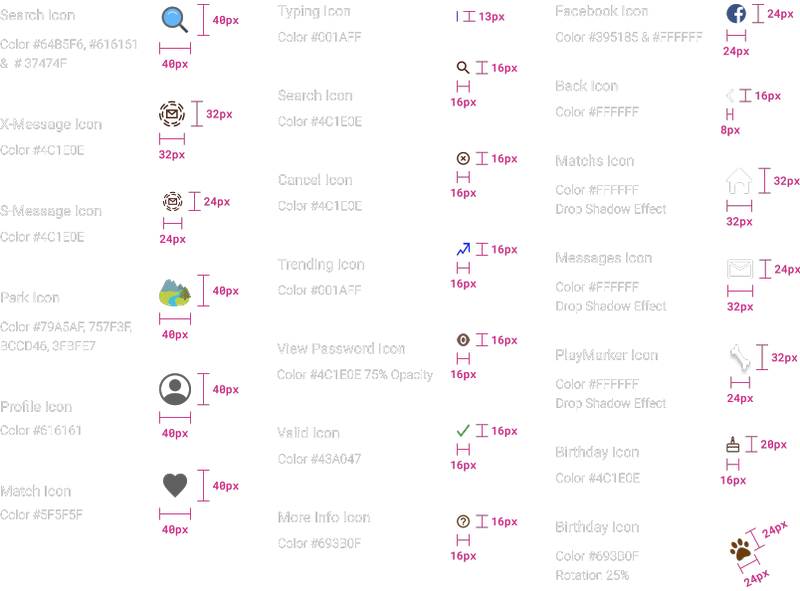 Search Icon
Color #64B5F6, #616161
& # 37474F
40px
40px
X-Message Icon
Color #4C1E0E
32px
32px
S-Message Icon
Color #4C1E0E
24px
24px
Park Icon
Color #79A5AF, 757F3F,
BCCD46, 3FBFE7
40px
40px
Profile Icon
Color #616161
40px
40px
Match Icon
Color #5F5F5F
40px
40px
Typing Icon
Color #001AFF
13px
Search Icon
Color #4C1E0E
16px
16px
Cancel Icon
Color #4C1E0E
16px
16px
Trending Icon
Color #001AFF
16px
16px
View Password Icon
Color #4C1E0E 75% Opacity
16px
16px
Valid Icon
Color #43A047
16px
16px
More Info Icon
Color #693B0F
16px
16px
Facebook Icon
Color #395185 & #FFFFFF
24px
24px
Back Icon
Color #FFFFFF
16px
8px
Matchs Icon
Color #FFFFFF
Drop Shadow Effect
32px
32px
Messages Icon
Color #FFFFFF
Drop Shadow Effect
24px
32px
PlayMarker Icon
Color #FFFFFF
Drop Shadow Effect
32px
24px
Birthday Icon
Color #4C1E0E
20px
16px
Birthday Icon
Color #693B0F
Rotation 25%
24px
24px